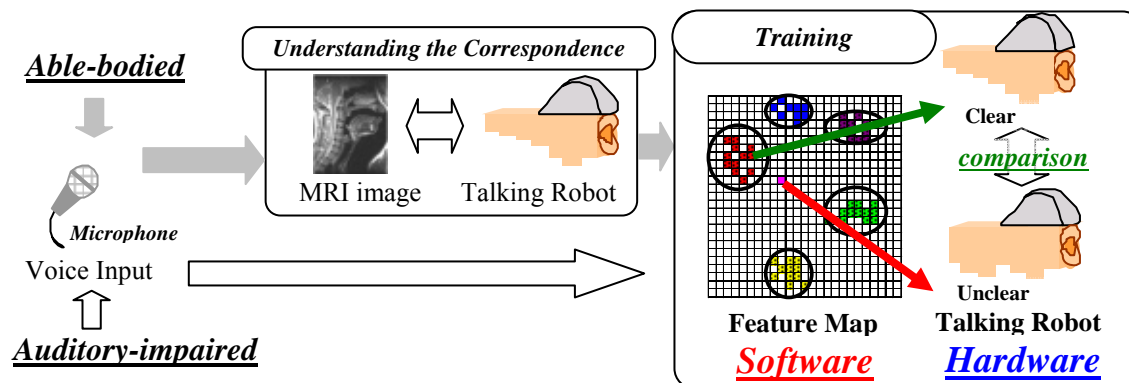 Able-bodied
Microphone
Voice Input
Auditory-impaired
Understanding the Correspondence
MRI image
Talking Robot
Training
Clear
comparison
Unclear
Feature Map
Talking Robot
Software
Hardware